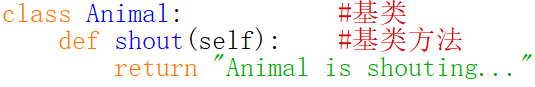 class Animal:            #基类
    def shout(self):     #基类方法
        return "Animal is shouting..."